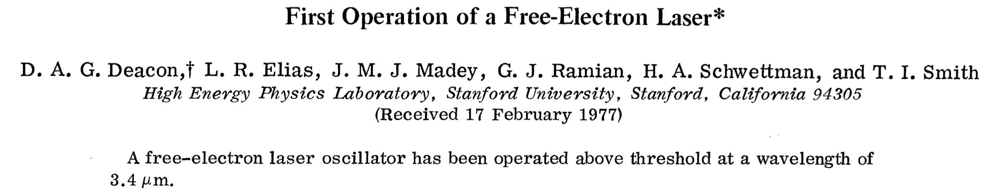 First Operation of a Free-Electron Laser*
D. A. G. Deacon,† L. R. Elias, J. M. J. Madey, G. J. Ramian, H. A. Schwettman, and T. I. Smith
High Energy Physics Laboratory, Stanford University, Stanford, California 94305
(Received 17 February 1977)
A free-electron laser oscillator has been operated above threshold at a wavelength of
3.4 μm.